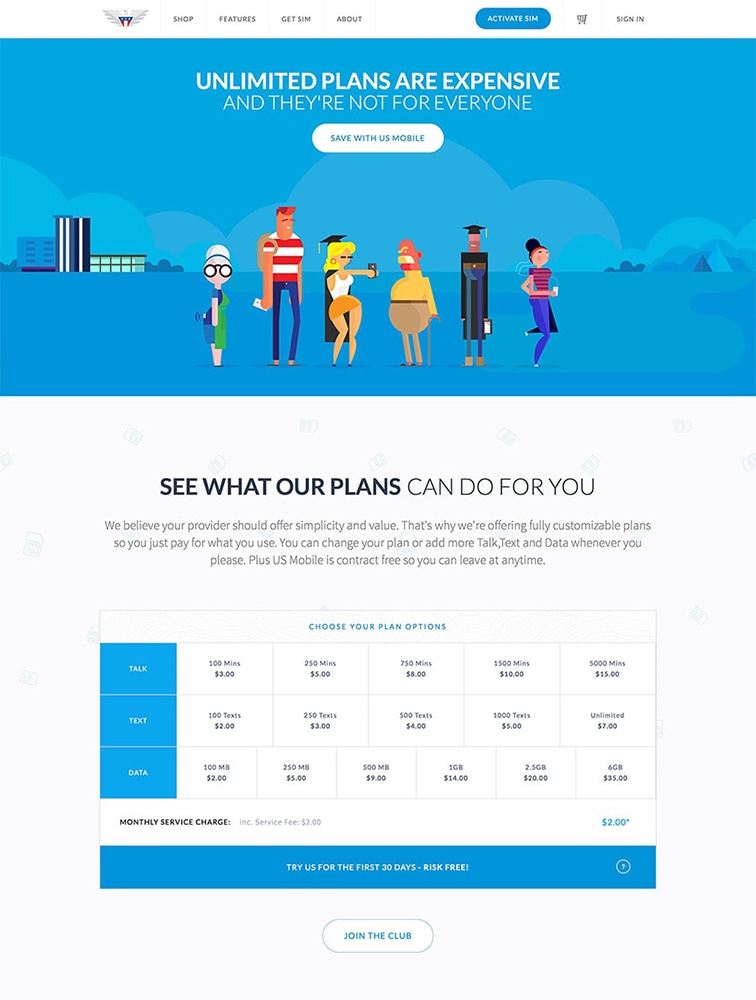 SHOP FEATURES GET SIM ABOUT ACTIVATE SIM SIGN IN
UNLIMITED PLANS ARE EXPENSIVE
AND THEY'RE NOT FOR EVERYONE
SAVE WITH US MOBILE
SEE WHAT OUR PLANS CAN DO FOR YOU
We believe your provider should offer simplicity and value. That's why we're offering fully customizable plans
so you just pay for what you use. You can change your plan or add more Talk,Text and Data whenever you
please. Plus US Mobile is contract free so you can leave at anytime.
CHOOSE YOUR PLAN OPTIONS
TALK
100 Mins 250 Mins 750 Mins 1500 Mins 5000 Mins
$3.00 $5.00 $8.00 $10.00 $15.00
TEXT
100 Texts 250 Texts 500 Texts 1000 Texts Unlimited
$2.00 $3.00 $4.00 $5.00 $7.00
DATA
100 MB 250 MB 500 MB 1GB 2.5GB 6GB
$2.00 $5.00 $9.00 $14.00 $20.00 $35.00
MONTHLY SERVICE CHARGE: Inc. Service Fee: $2.00 $2.00*
TRY US FOR THE FIRST 30 DAYS - RISK FREE! ?
JOIN THE CLUB